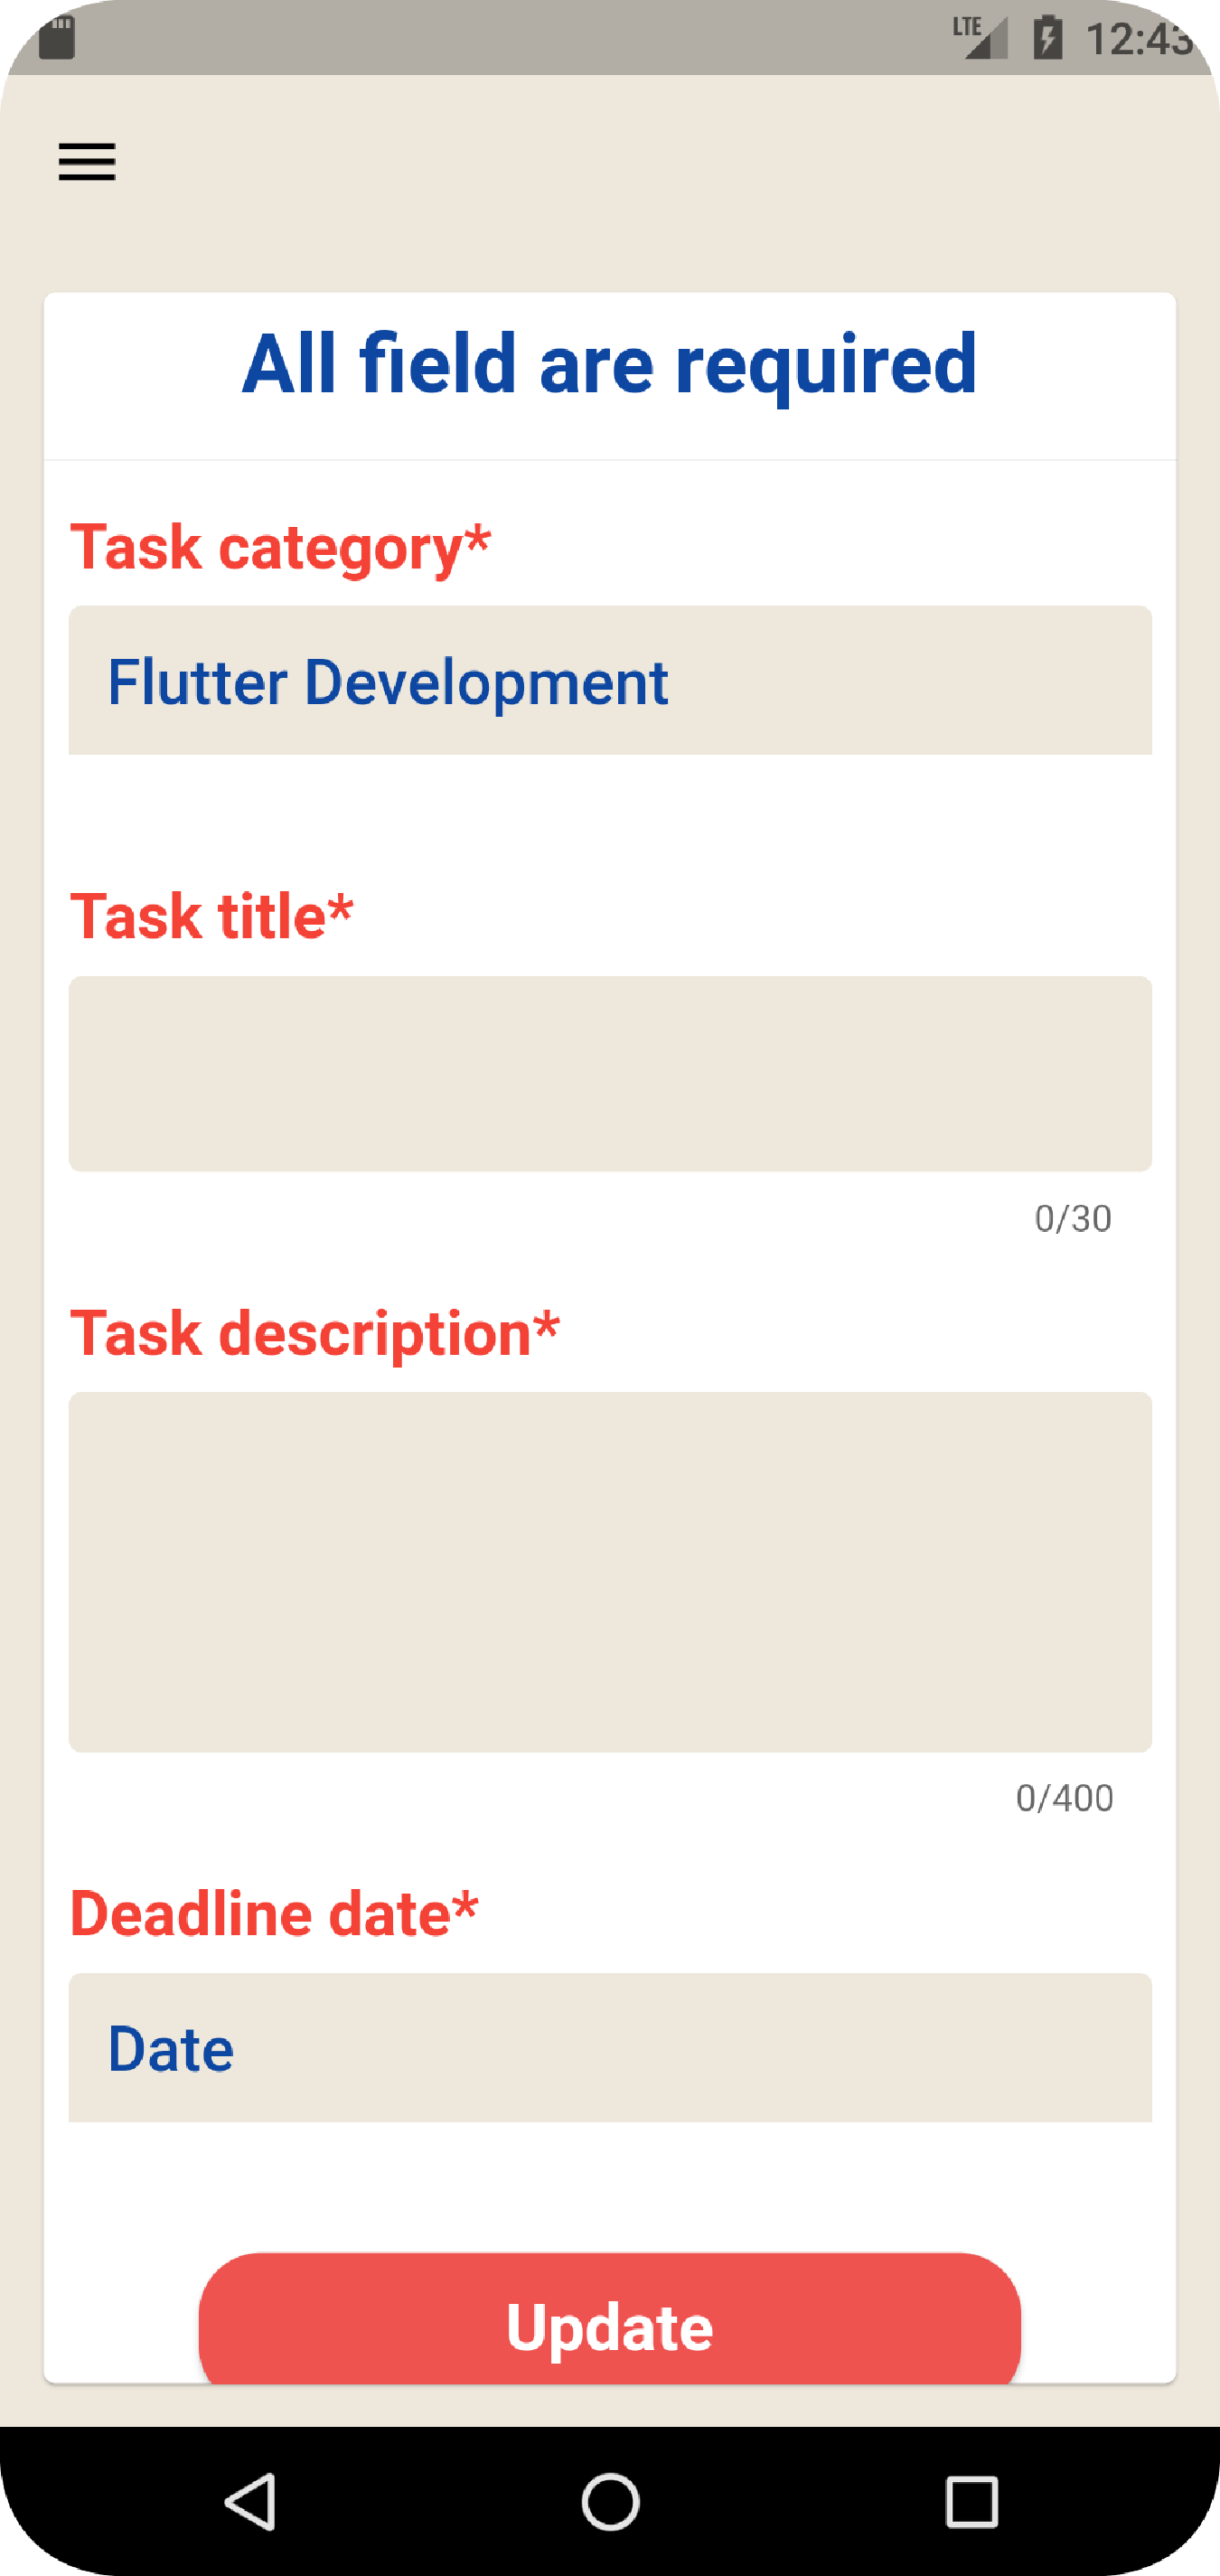 LTE 12:43
All field are required
Task category*
Flutter Development
Task title*
0/30
Task description*
0/400
Deadline date*
Date
Update